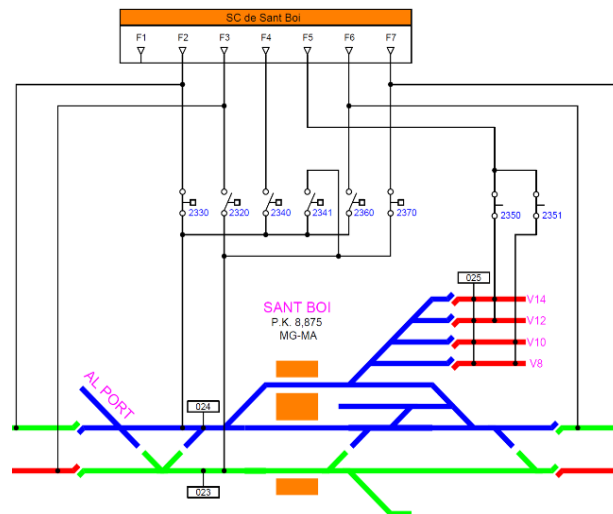 SC de Sant Boi
F1 F2 F3 F4 F5 F6 F7
2330 2320 2340 2341 2360 2370 2350 2351
025
SANT BOI
P.K. 8,875
MG-MA
V14
V12
V10
V8
AL PORT
024
023